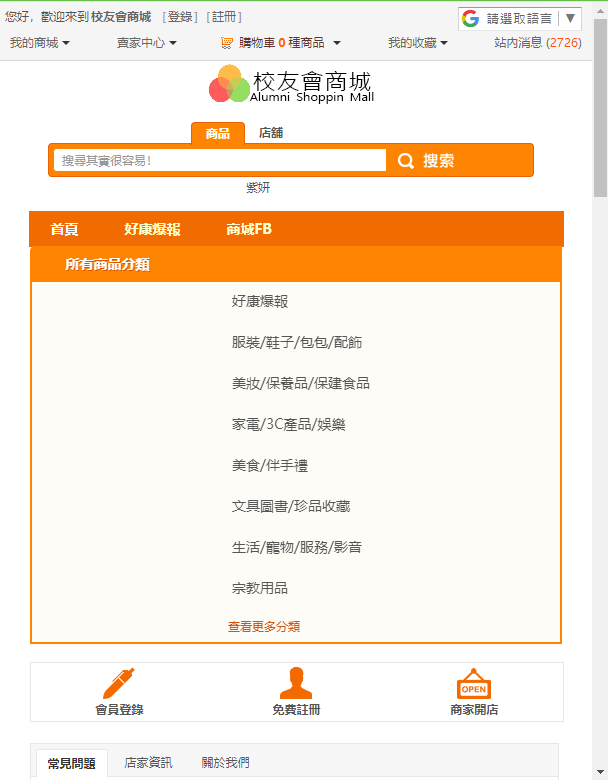 您好，歡迎來到校友會商城 [登錄] [註冊]
請選取語言 ▼
我的商城 賣家中心 購物車 0 種商品 我的收藏 站內消息 (2726)
校友會商城
Alumni Shoppin Mall
商品 店舖
搜尋其實很容易！ 搜索
紫妍
首頁 好康爆報 商城FB
所有商品分類
好康爆報
服裝/鞋子/包包/配飾
美妝/保養品/保建食品
家電/3C產品/娛樂
美食/伴手禮
文具圖書/珍品收藏
生活/寵物/服務/影音
宗教用品
查看更多分類
OPEN
會員登錄 免費註冊 商家開店
常見問題 店家資訊 關於我們